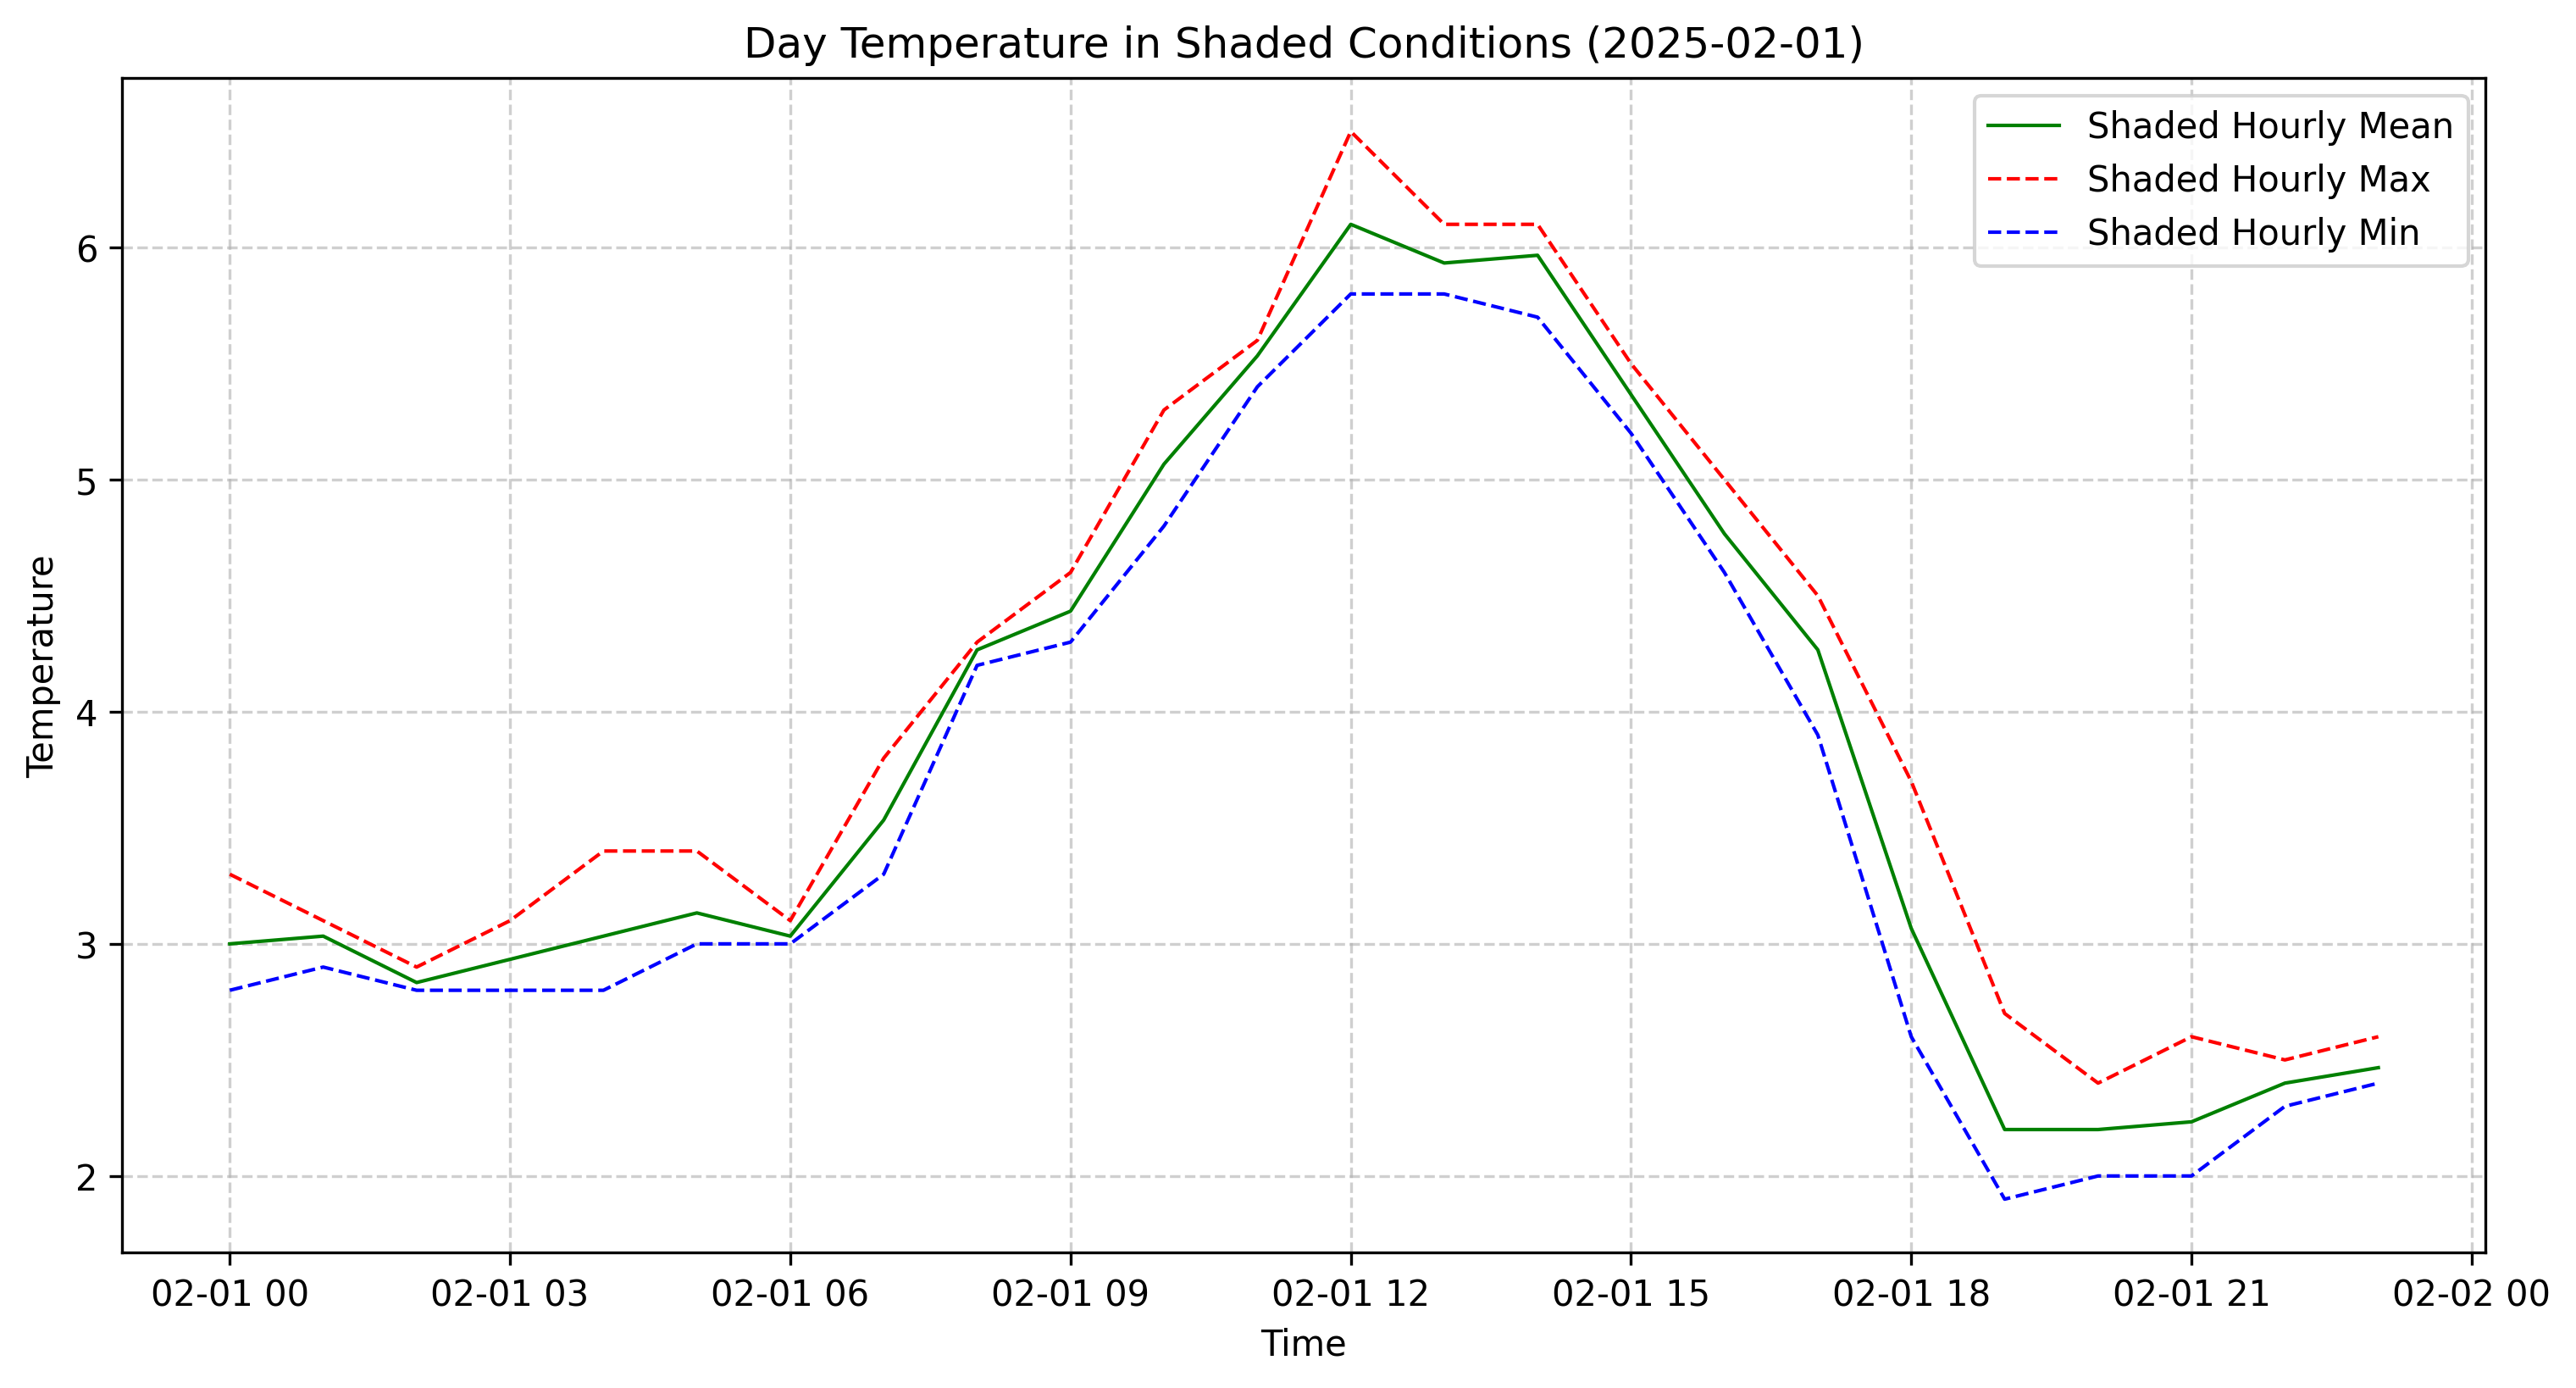 Day Temperature in Shaded Conditions (2025-02-01)
Shaded Hourly Mean
Shaded Hourly Max
Shaded Hourly Min
6
5
4
3
2
Temperature
02-01 00 02-01 03 02-01 06 02-01 09 02-01 12 02-01 15 02-01 18 02-01 21 02-02 00
Time